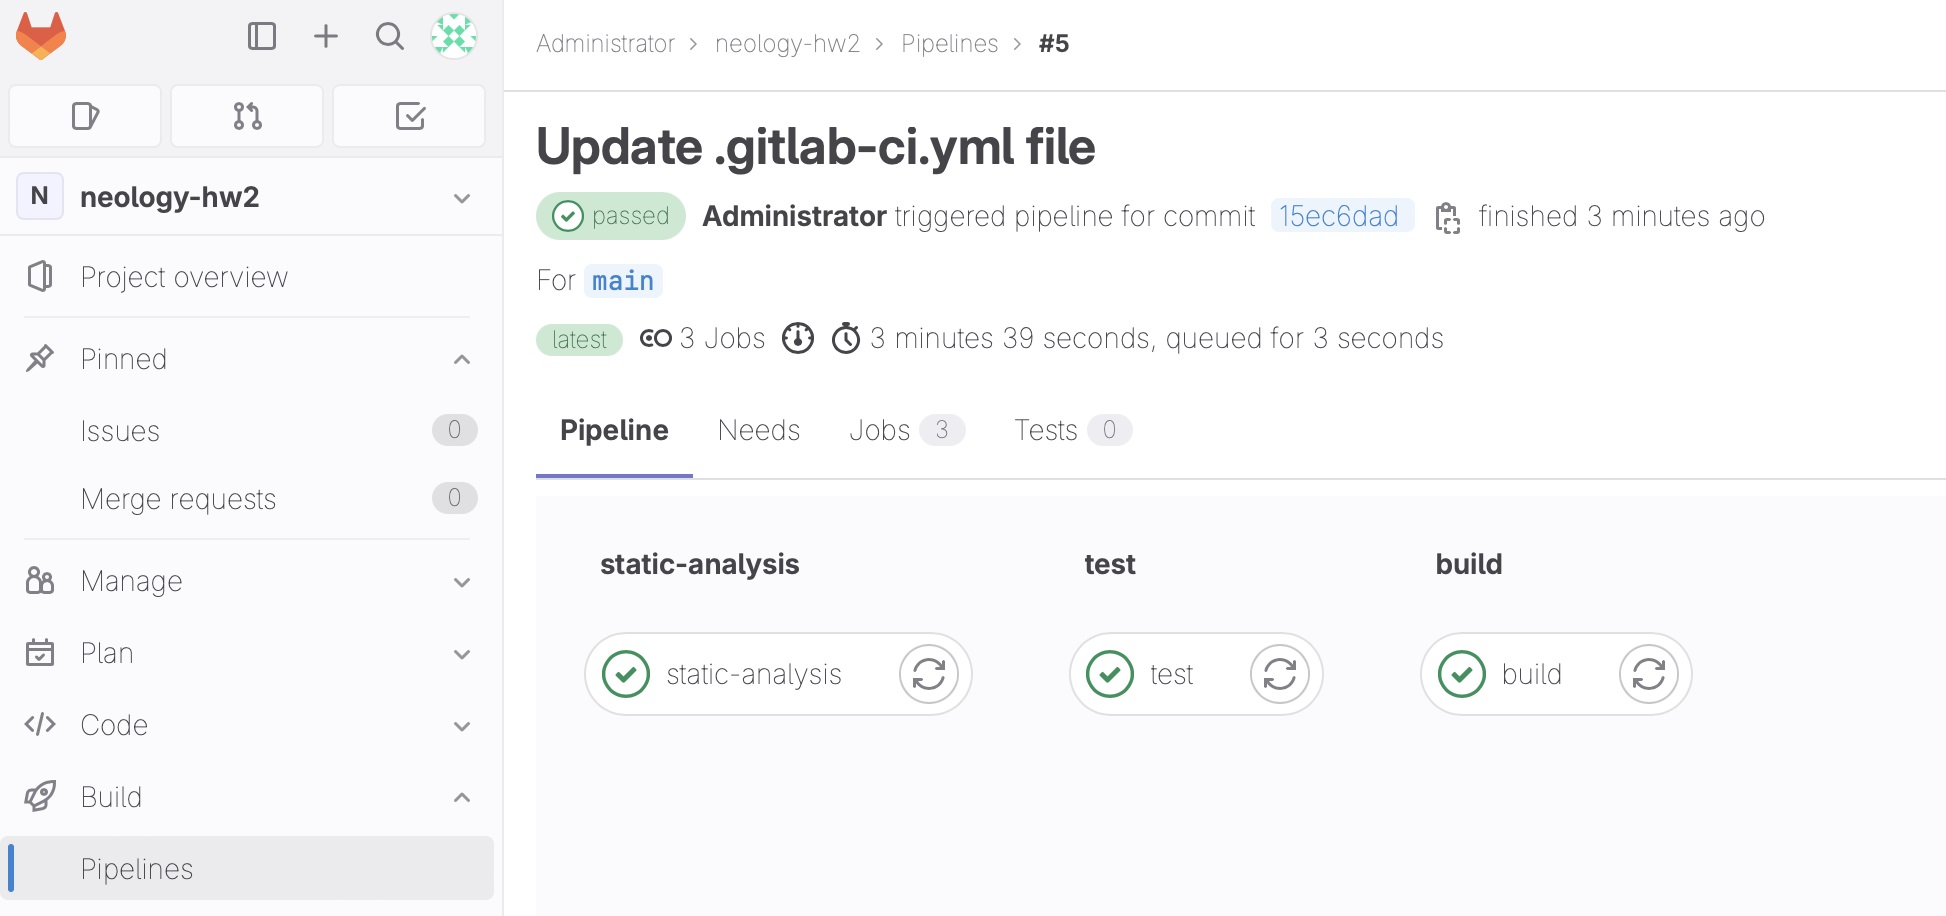 Administrator > neology-hw2 > Pipelines > #5
Update .gitlab-ci.yml file
passed Administrator triggered pipeline for commit 15ec6dad finished 3 minutes ago
For main
latest 3 Jobs 3 minutes 39 seconds, queued for 3 seconds
Pipeline Needs Jobs 3 Tests 0
static-analysis test build
static-analysis test build
N neology-hw2
Project overview
Pinned
Issues 0
Merge requests 0
Manage
Plan
Code
Build
Pipelines